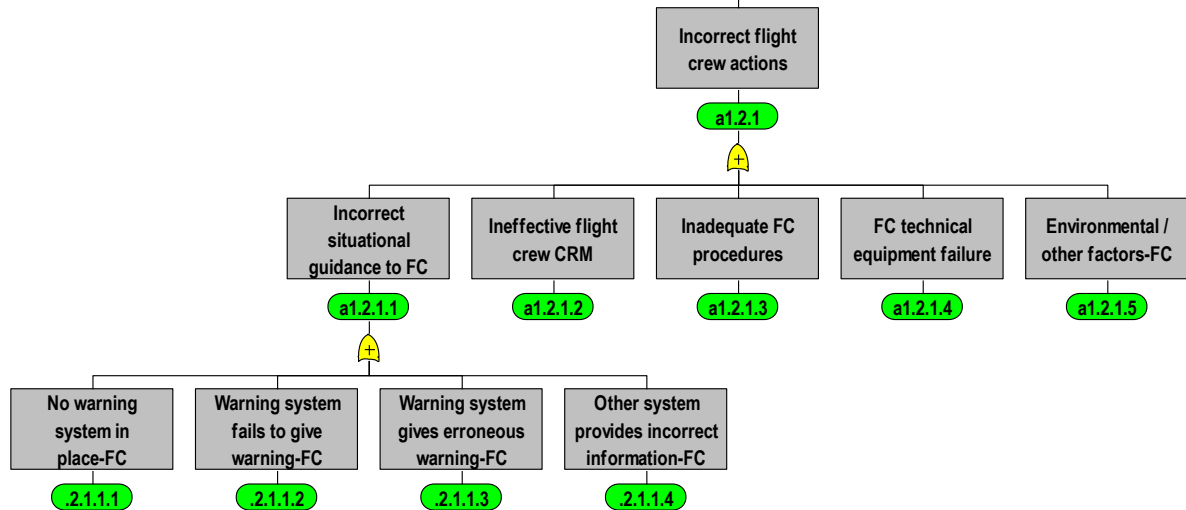 Incorrect flight
crew actions
a1.2.1
+
Incorrect
situational
guidance to FC
Ineffective flight
crew CRM
Inadequate FC
procedures
FC technical
equipment failure
Environmental /
other factors-FC
a1.2.1.1
a1.2.1.2
a1.2.1.3
a1.2.1.4
a1.2.1.5
+
No warning
system in
place-FC
Warning system
fails to give
warning-FC
Warning system
gives erroneous
warning-FC
Other system
provides incorrect
information-FC
.2.1.1.1
.2.1.1.2
.2.1.1.3
.2.1.1.4